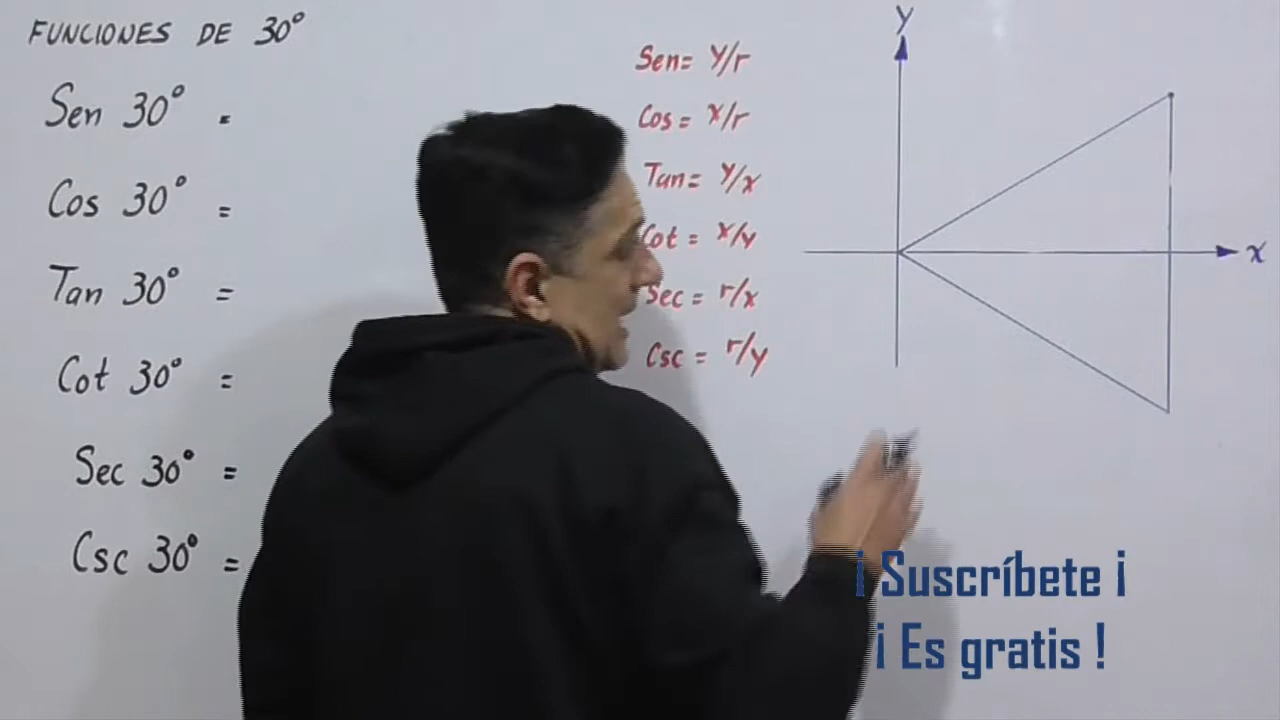 FUNCIONES DE 30°
Sen 30° =
Cos 30° =
Tan 30° =
Cot 30° =
Sec 30° =
Csc 30° =
Sen = y/r
Cos = x/r
Tan = y/x
Cot = x/y
Sec = r/x
Csc = r/y
y
x
¡ Suscríbete ¡
¡ Es gratis !